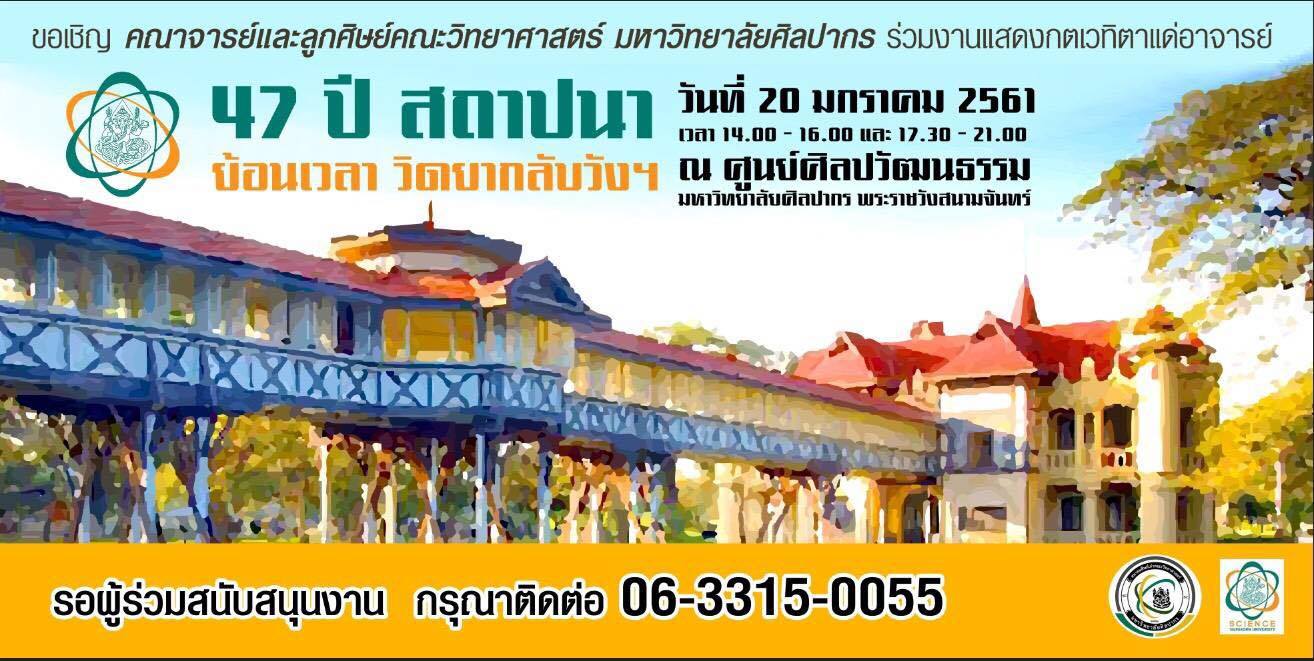 ขอเชิญ คณาจารย์และลูกศิษย์คณะวิทยาศาสตร์ มหาวิทยาลัยศิลปากร ร่วมงานแสดงกตเวทิตาแด่อาจารย์
47 ปี สถาปนา
ย้อนเวลา วิดยากลับวังฯ
วันที่ 20 มกราคม 2561
เวลา 14.00 - 16.00 และ 17.30 - 21.00
ณ ศูนย์ศิลปวัฒนธรรม
มหาวิทยาลัยศิลปากร พระราชวังสนามจันทร์
รอผู้ร่วมสนับสนุนงาน กรุณาติดต่อ 06-3315-0055
SCIENCE
SILPAKORN UNIVERSITY